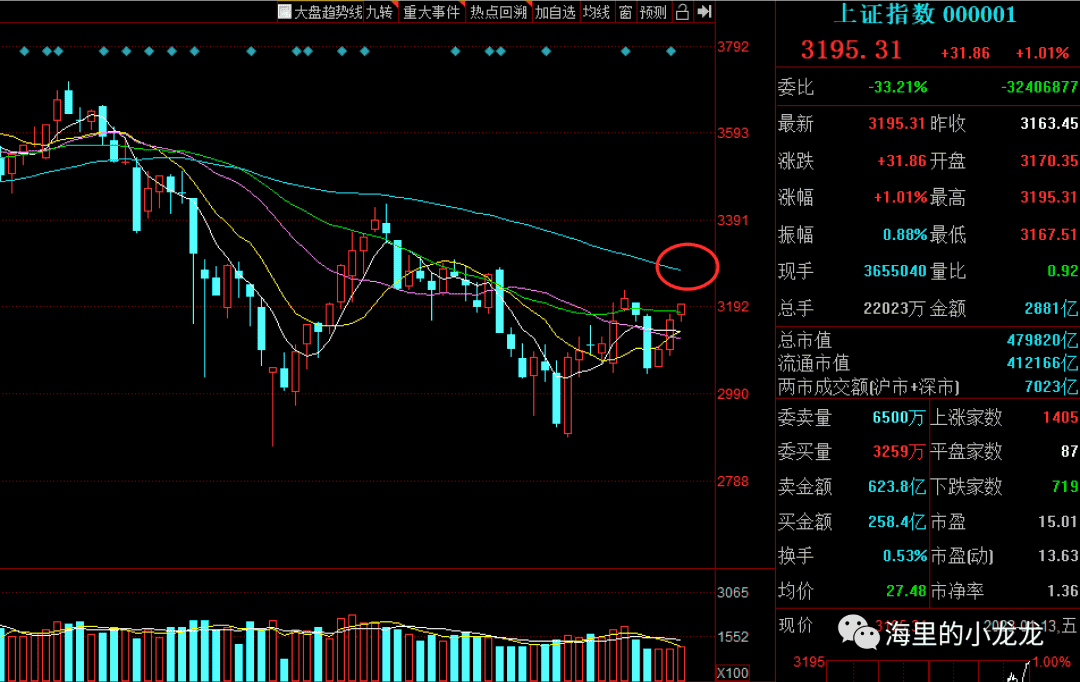 大盘趋势线 九转 重大事件 热点回溯 加自选 均线 窗 预测
3792
3593
3391
3192
2990
2788
3065
1552
X100
上证指数 000001
3195.31 +31.86 +1.01%
委比 -33.21% -32406877
最新 3195.31 昨收 3163.45
涨跌 +31.86 开盘 3170.35
涨幅 +1.01% 最高 3195.31
振幅 0.88% 最低 3167.51
现手 3655040 量比 0.92
总手 22023万 金额 2881亿
总市值 479820亿
流通市值 412166亿
两市成交额(沪市+深市) 7023亿
委卖量 6500万 上涨家数 1405
委买量 3259万 平盘家数 87
卖金额 623.8亿 下跌家数 719
买金额 258.4亿 市盈 15.01
换手 0.53% 市盈(动) 13.63
均价 27.48 市净率 1.36
现价
海里的小龙龙
3195 1.00%